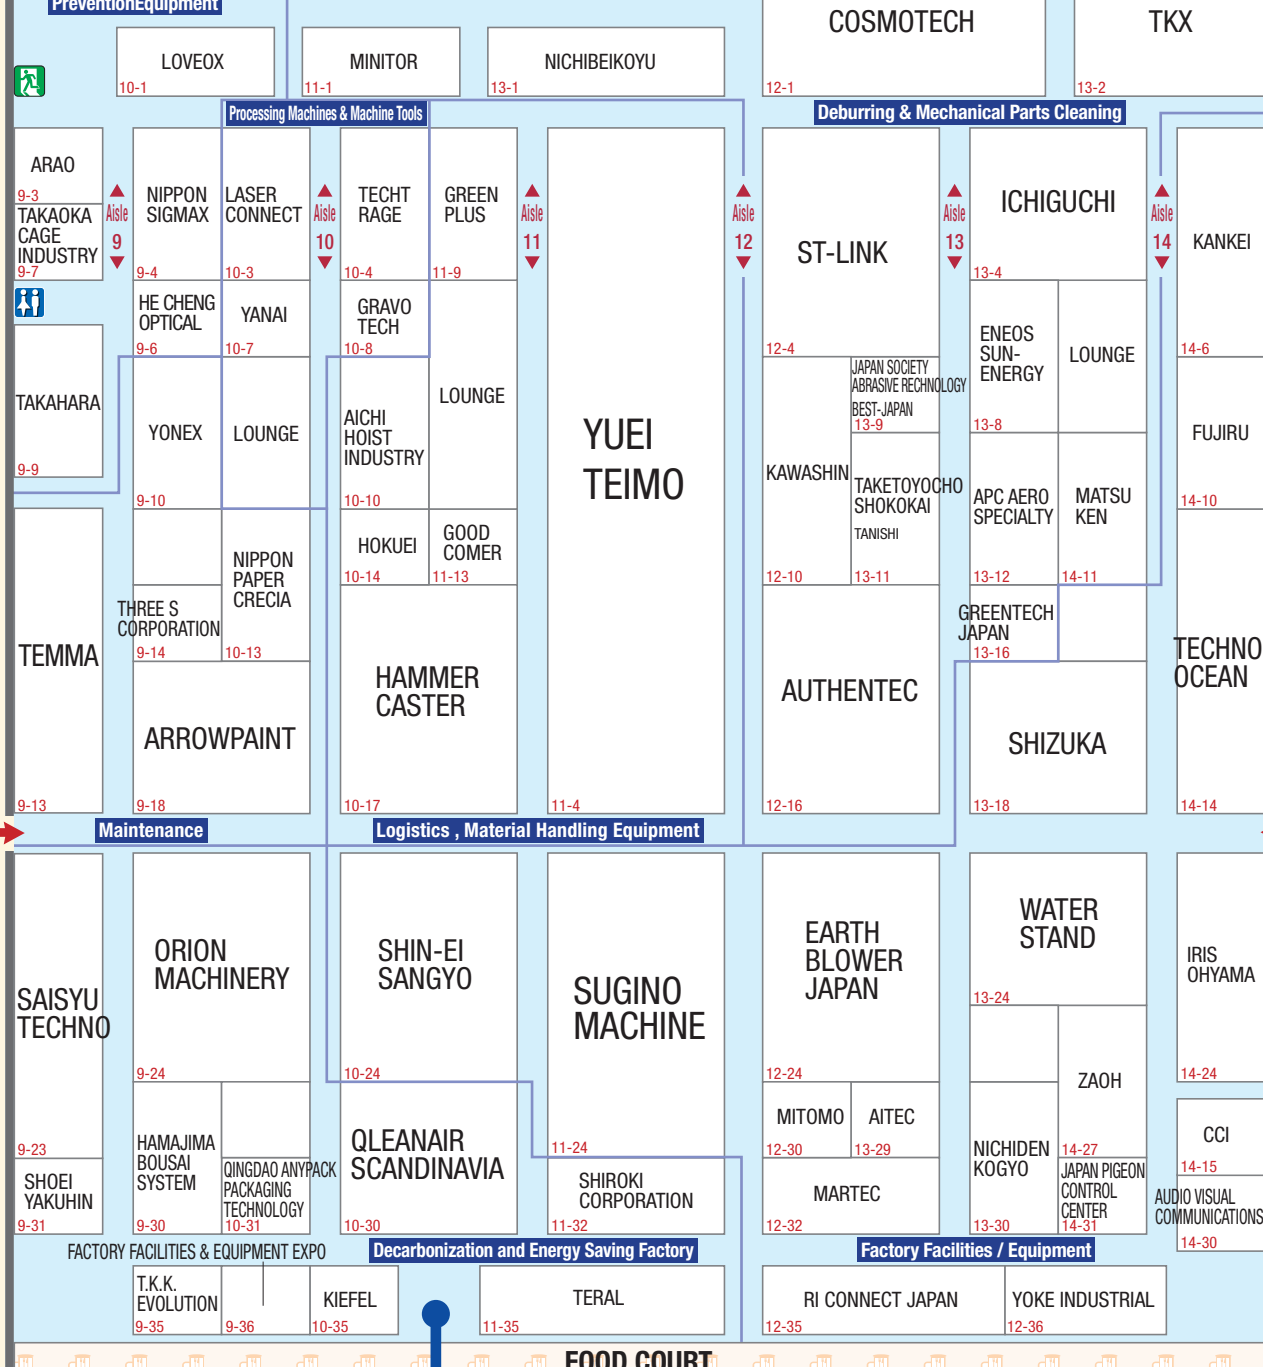 PreventionEquipment
COSMOTECH
TKX
LOVEOX
MINITOR
NICHIBEIKOYU
10-1
11-1
13-1
12-1
13-2
Processing Machines & Machine Tools
Deburring & Mechanical Parts Cleaning
ARAO
9-3
TAKAOKA
CAGE
INDUSTRY
9-7
Aisle
9
NIPPON
SIGMAX
9-4
LASER
CONNECT
10-3
Aisle
10
TECHT
RAGE
10-4
GREEN
PLUS
11-9
Aisle
11
YUEI
TEIMO
11-4
Aisle
12
ST-LINK
12-4
Aisle
13
ICHIGUCHI
13-4
Aisle
14
KANKEI
14-6
HE CHENG
OPTICAL
9-6
YANAI
10-7
GRAVO
TECH
10-8
LOUNGE
ENEOS
SUN-
ENERGY
13-8
LOUNGE
TAKAHARA
9-9
YONEX
9-10
LOUNGE
AICHI
HOIST
INDUSTRY
10-10
KAWASHIN
12-10
JAPAN SOCIETY
ABRASIVE RECHNOLOGY
BEST-JAPAN
13-9
TAKETOYOCHO
SHOKOKAI
TANISHI
13-11
APC AERO
SPECIALTY
13-12
MATSU
KEN
14-11
FUJIRU
14-10
TEMMA
9-13
THREE S
CORPORATION
9-14
NIPPON
PAPER
CRECIA
10-13
HOKUEI
10-14
GOOD
COMER
11-13
HAMMER
CASTER
10-17
ARROWPAINT
9-18
AUTHENTEC
12-16
GREENTECH
JAPAN
13-16
SHIZUKA
13-18
TECHNO
OCEAN
14-14
Maintenance
Logistics , Material Handling Equipment
SAISYU
TECHNO
9-23
ORION
MACHINERY
9-24
SHIN-EI
SANGYO
10-24
SUGINO
MACHINE
11-24
EARTH
BLOWER
JAPAN
12-24
WATER
STAND
13-24
IRIS
OHYAMA
14-24
SHOEI
YAKUHIN
9-31
HAMAJIMA
BOUSAI
SYSTEM
9-30
QINGDAO ANYPACK
PACKAGING
TECHNOLOGY
10-31
QLEANAIR
SCANDINAVIA
10-30
SHIROKI
CORPORATION
11-32
MITOMO
12-30
AITEC
13-29
MARTEC
12-32
NICHIDEN
KOGYO
13-30
ZAOH
14-27
JAPAN PIGEON
CONTROL
CENTER
14-31
CCI
14-15
AUDIO VISUAL
COMMUNICATIONS
14-30
FACTORY FACILITIES & EQUIPMENT EXPO
Decarbonization and Energy Saving Factory
Factory Facilities / Equipment
T.K.K.
EVOLUTION
9-35
9-36
KIEFEL
10-35
TERAL
11-35
RI CONNECT JAPAN
12-35
YOKE INDUSTRIAL
12-36
FOOD COURT